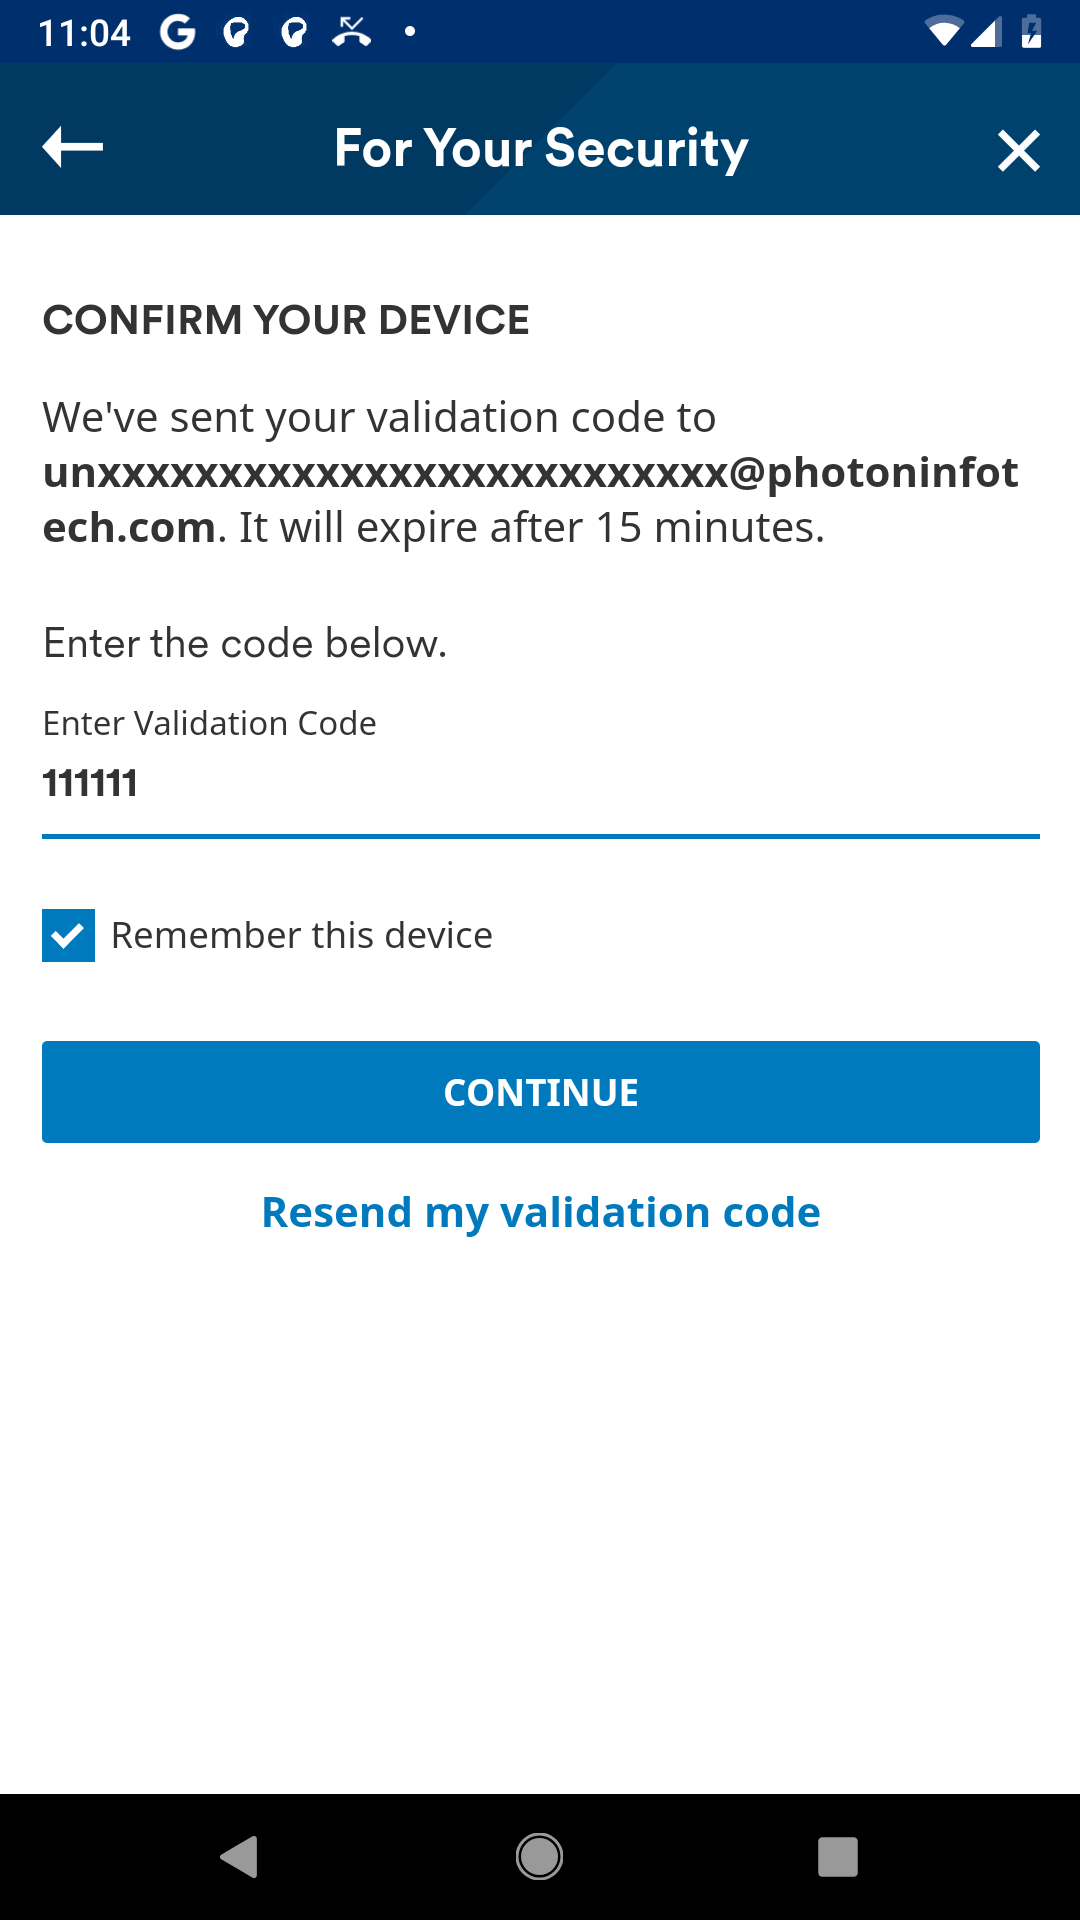 11:04
For Your Security
CONFIRM YOUR DEVICE
We've sent your validation code to
unxxxxxxxxxxxxxxxxxxxxxxxxxx@photoninfot
ech.com. It will expire after 15 minutes.
Enter the code below.
Enter Validation Code
111111
Remember this device
CONTINUE
Resend my validation code